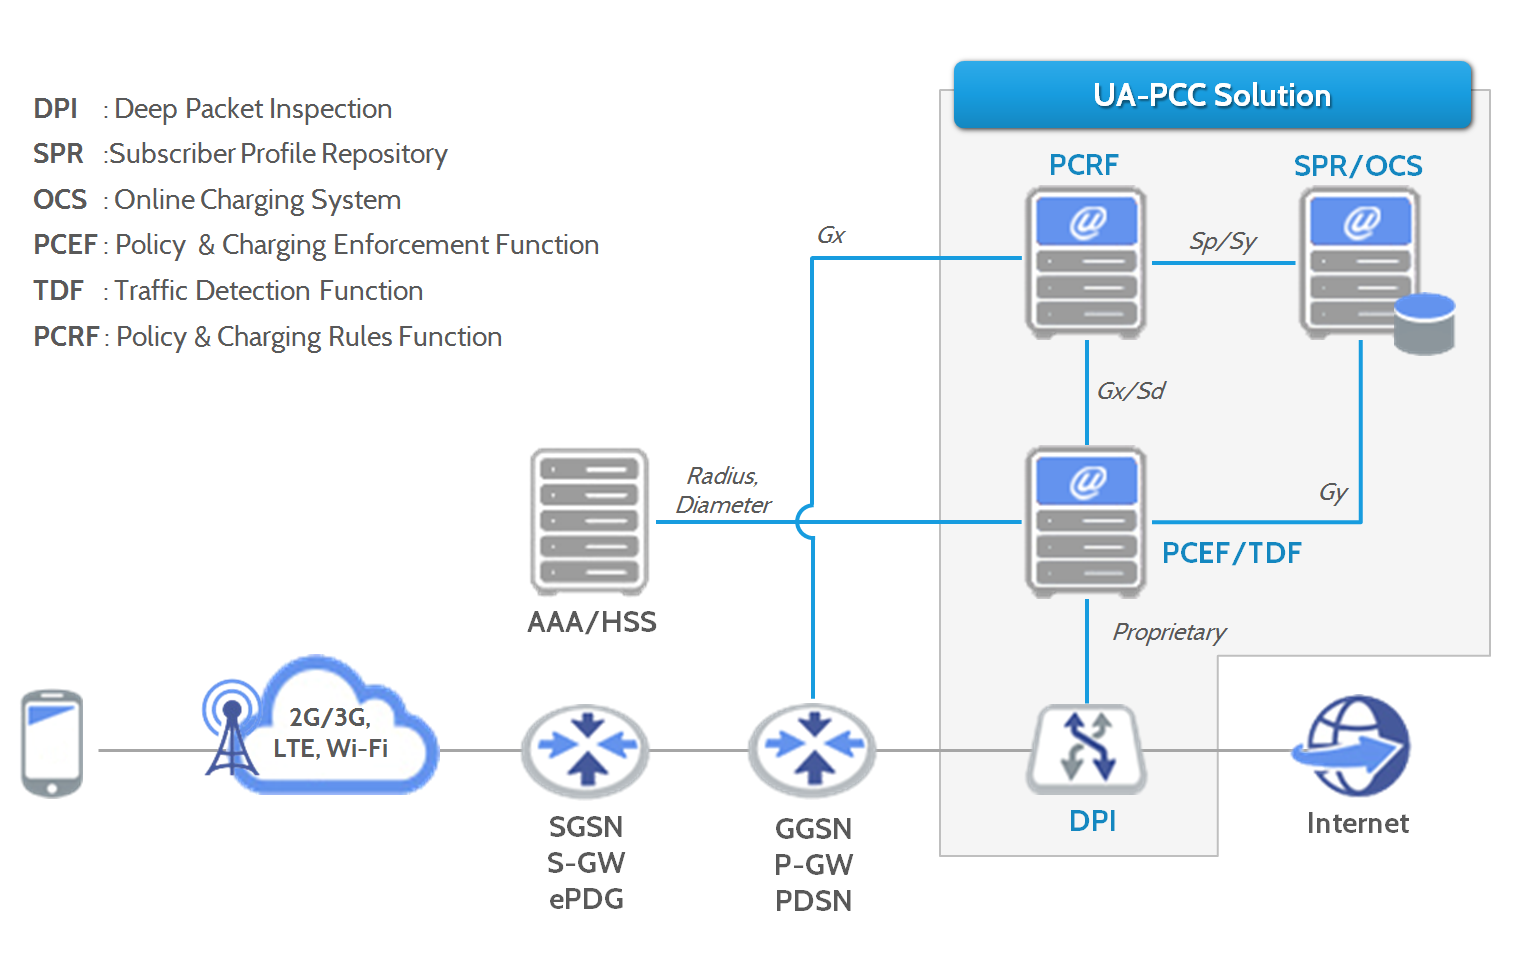 UA-PCC Solution
DPI : Deep Packet Inspection
SPR :Subscriber Profile Repository
OCS : Online Charging System
PCEF : Policy & Charging Enforcement Function
TDF : Traffic Detection Function
PCRF : Policy & Charging Rules Function
PCRF
SPR/OCS
@
@
Gx
Sp/Sy
Gx/Sd
Radius,
Diameter
@
Gy
PCEF/TDF
AAA/HSS
Proprietary
2G/3G,
LTE, Wi-Fi
SGSN
S-GW
ePDG
GGSN
P-GW
PDSN
DPI
Internet